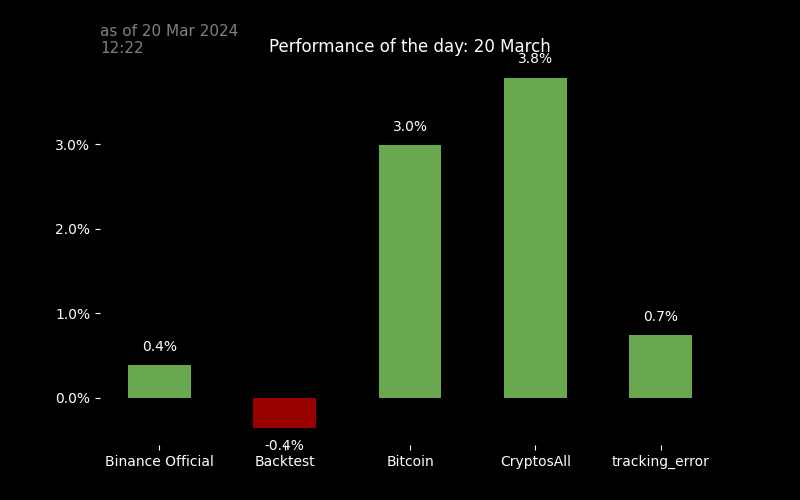 as of 20 Mar 2024
12:22
Performance of the day: 20 March
3.8%
3.0%
3.0%
2.0%
1.0%
0.7%
0.4%
0.0%
-0.4%
Binance Official
Backtest
Bitcoin
CryptosAll
tracking_error